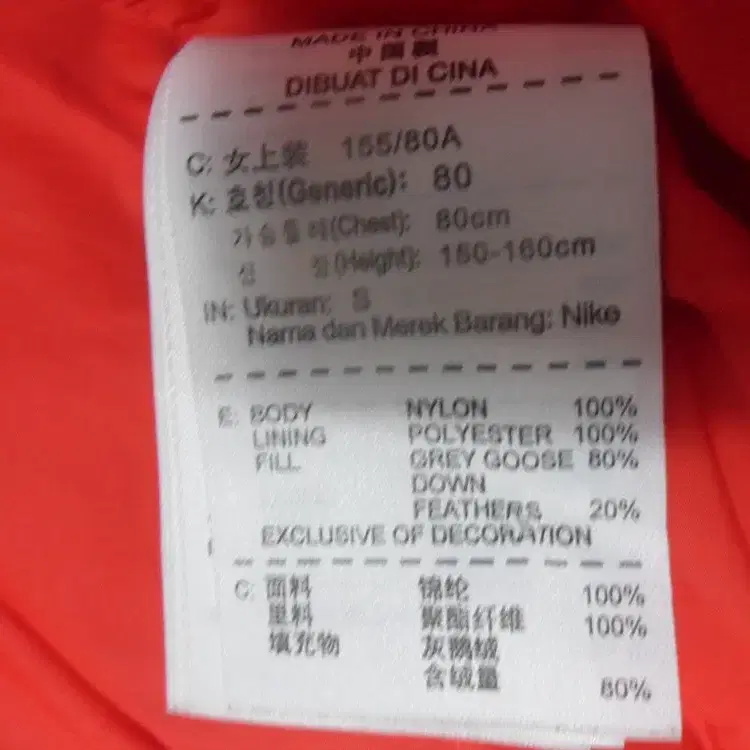 MADE IN CHINA
中國製
DIBUAT DI CINA
C: 女上装 155/80A
K: 호칭(Generic): 80
가슴둘레(Chest): 80cm
신 장(Height): 150-160cm
IN: Ukuran: S
Nama dan Merek Barang: Nike
E: BODY NYLON 100%
LINING POLYESTER 100%
FILL GREY GOOSE 80%
DOWN
FEATHERS 20%
EXCLUSIVE OF DECORATION
C: 面料 锦纶 100%
里料 聚酯纤维 100%
填充物 灰鹅绒
含绒量 80%